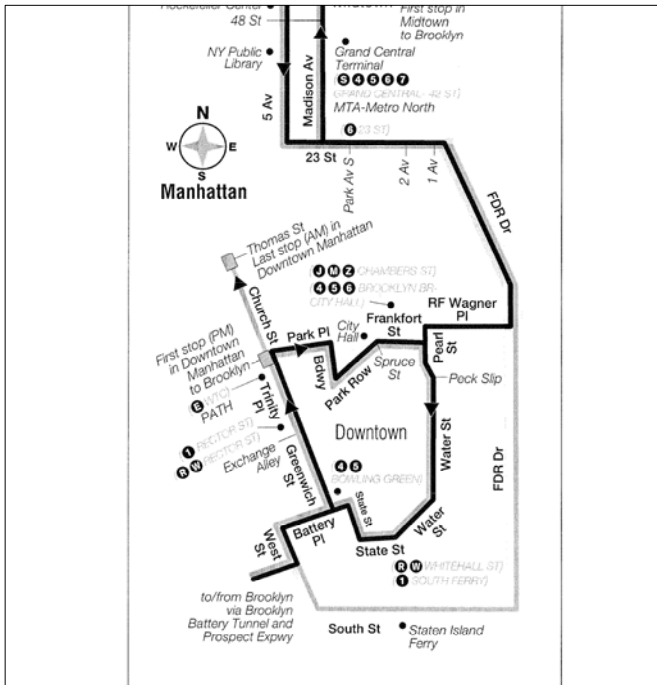 48 St
First stop in
Midtown
to Brooklyn
NY Public
Library
Grand Central
Terminal
S 4 5 6 7
GRAND CENTRAL - 42 ST)
MTA-Metro North
5 Av
Madison Av
(6 23 ST)
N
W E
S
Manhattan
23 St
Park Av S
2 Av
1 Av
FDR Dr
Thomas St
Last stop (AM) in
Downtown Manhattan
(J M Z CHAMBERS ST)
(4 5 6 BROOKLYN BR-
CITY HALL)
RF Wagner
Pl
Church St
Park Pl
City
Hall
Frankfort
St
Pearl
St
First stop (PM)
in Downtown
Manhattan
to Brooklyn
Bdwy
Park Row
Spruce
St
Peck Slip
(E WTC)
PATH
Trinity
Pl
(1 RECTOR ST)
(R W RECTOR ST)
Exchange
Alley
Greenwich
St
Downtown
(4 5
BOWLING GREEN)
Water St
FDR Dr
State St
Water
St
West
St
Battery
Pl
State St
(R W WHITEHALL ST)
(1 SOUTH FERRY)
to/from Brooklyn
via Brooklyn
Battery Tunnel and
Prospect Expwy
South St
Staten Island
Ferry